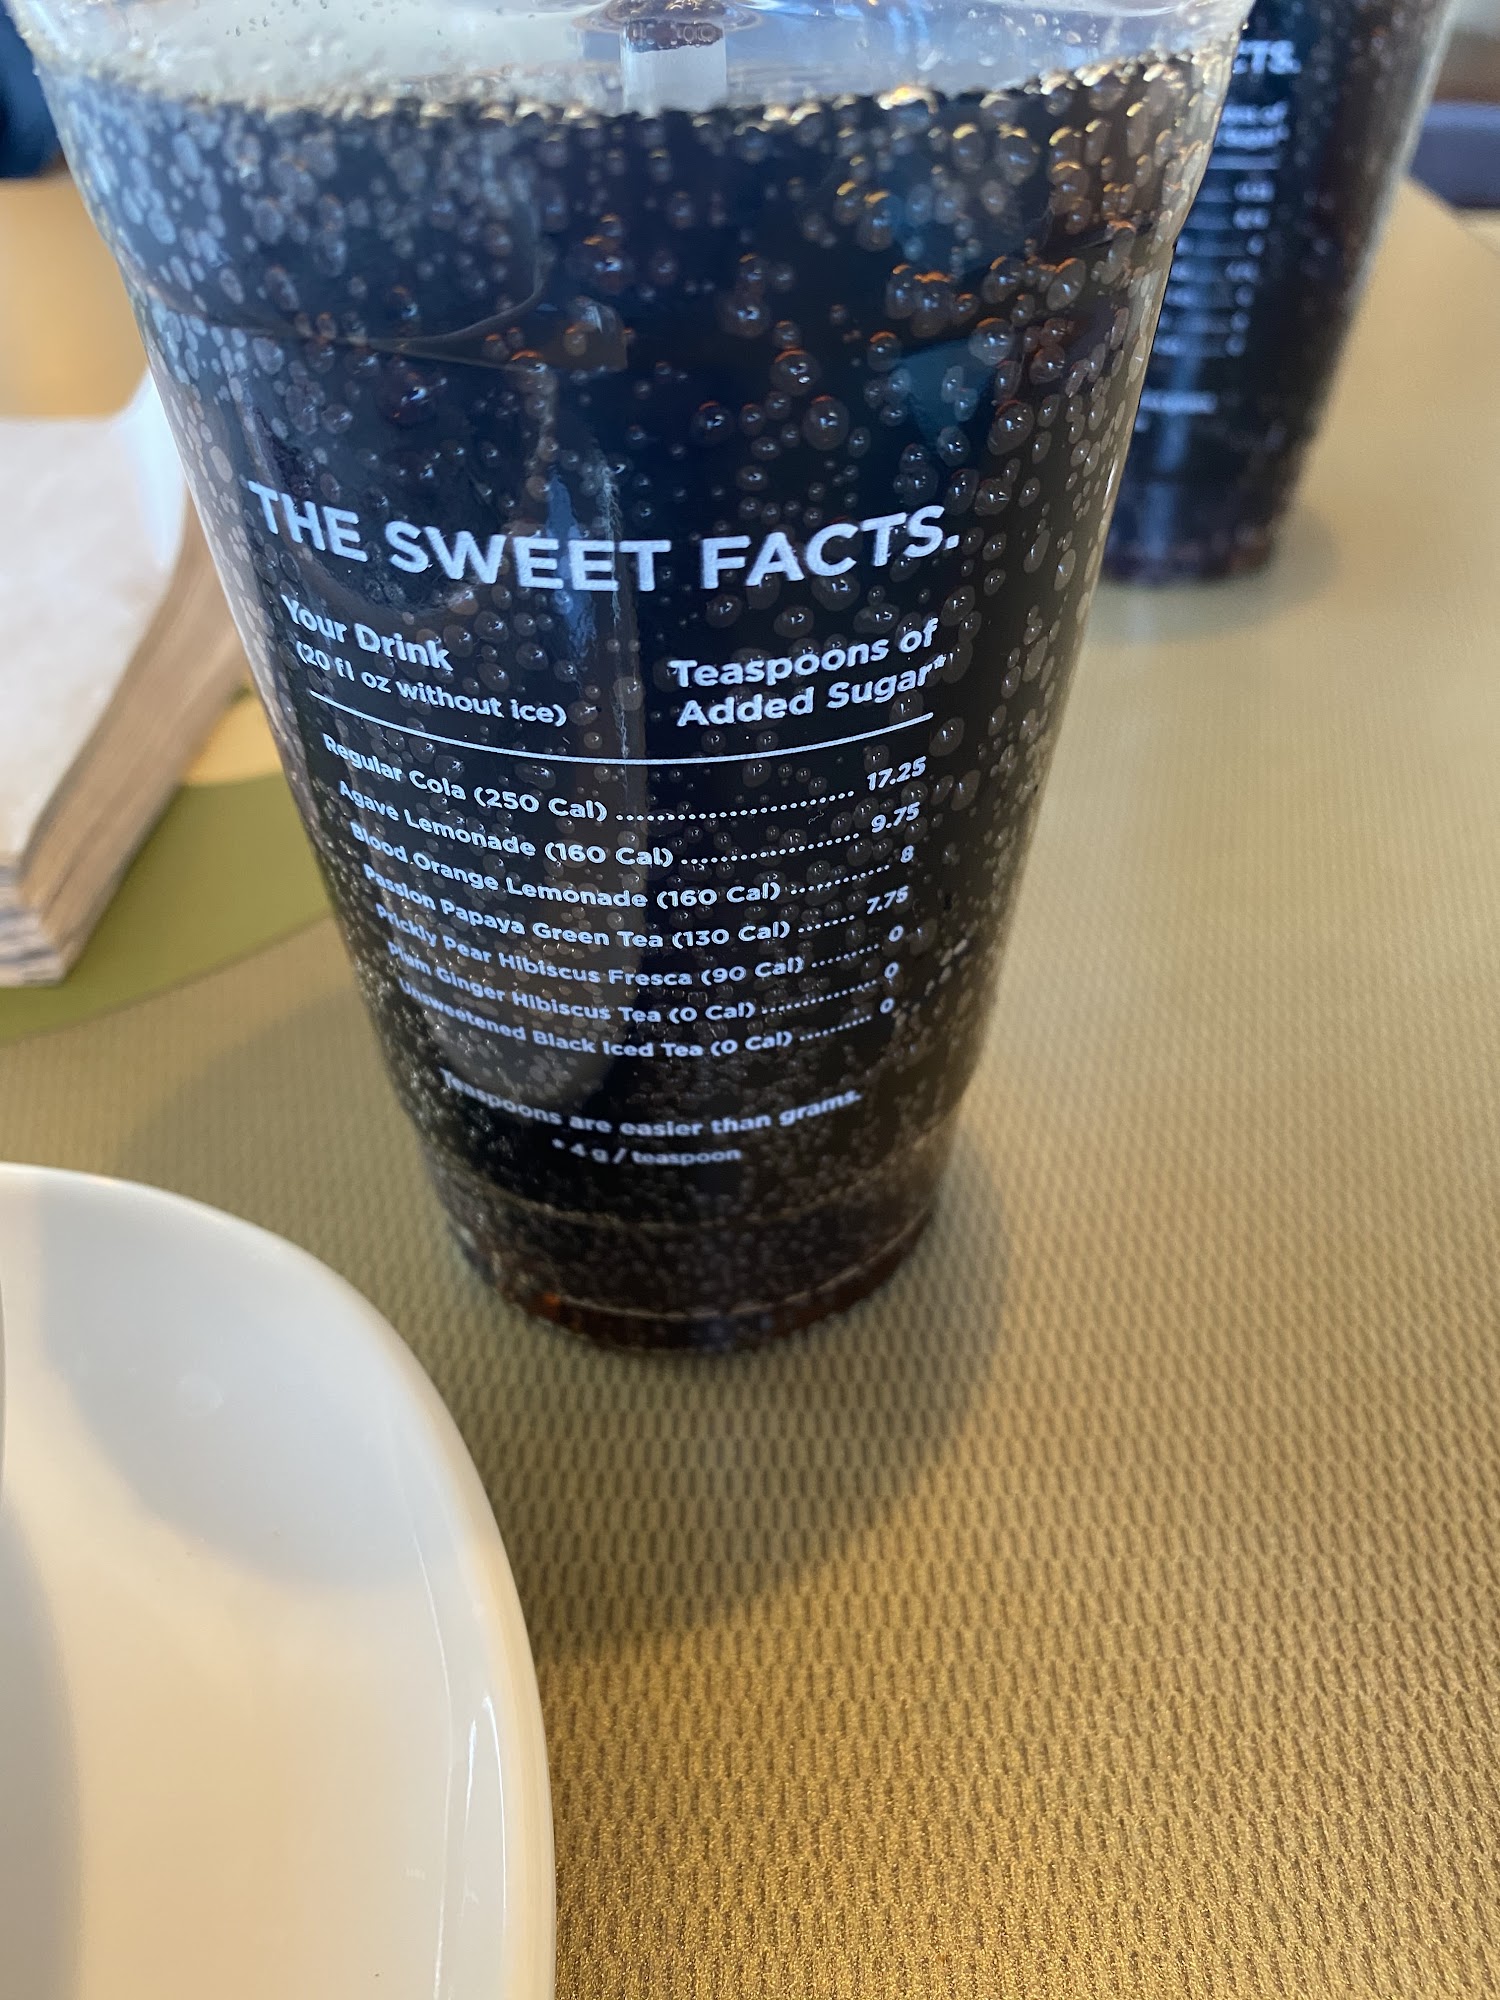 THE SWEET FACTS.
Your Drink
(20 fl oz without ice)
Teaspoons of
Added Sugar*
Regular Cola (250 Cal) ........................ 17.25
Agave Lemonade (160 Cal) ..................... 9.75
Blood Orange Lemonade (160 Cal) ............ 8
Passion Papaya Green Tea (130 Cal) ....... 7.75
Prickly Pear Hibiscus Fresca (90 Cal) ......... 0
Plum Ginger Hibiscus Tea (0 Cal) .............. 0
Unsweetened Black Iced Tea (0 Cal) .......... 0
Teaspoons are easier than grams.
* 4 g / teaspoon
CTS.